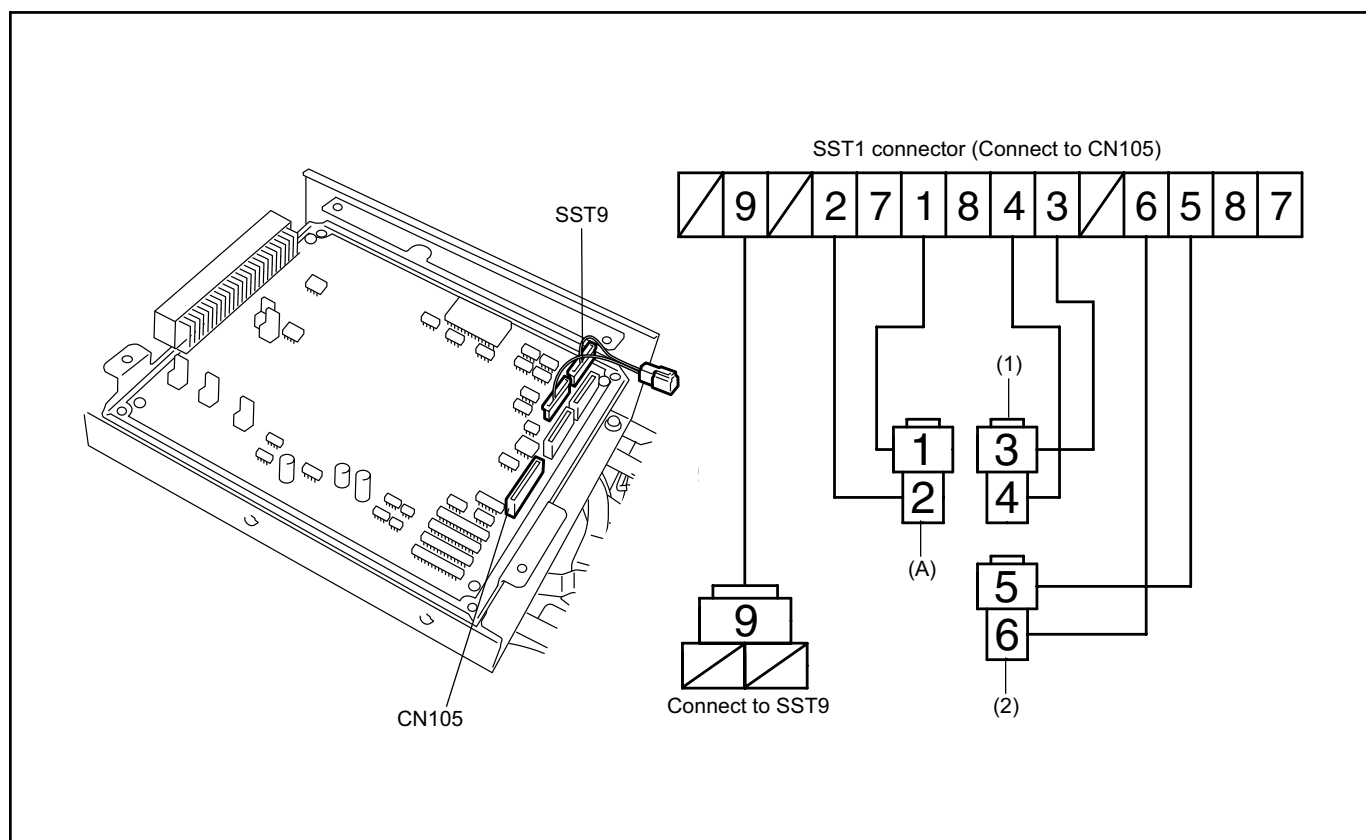 SST1 connector (Connect to CN105)
9 2 7 1 8 4 3 6 5 8 7
SST9
(1)
1
3
2
4
(A)
5
9
6
Connect to SST9
(2)
CN105